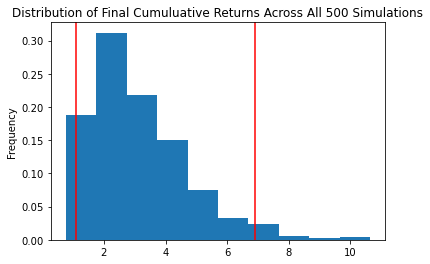 Distribution of Final Cumuluative Returns Across All 500 Simulations
Frequency
0.30
0.25
0.20
0.15
0.10
0.05
0.00
2 4 6 8 10